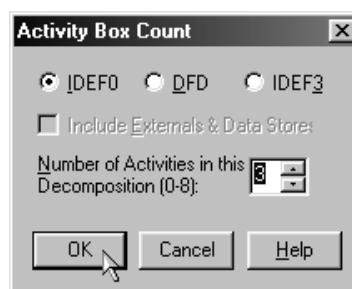 Activity Box Count
IDEF0 DFD IDEF3
Include Externals & Data Stores
Number of Activities in this
Decomposition (0-8):
3
OK Cancel Help